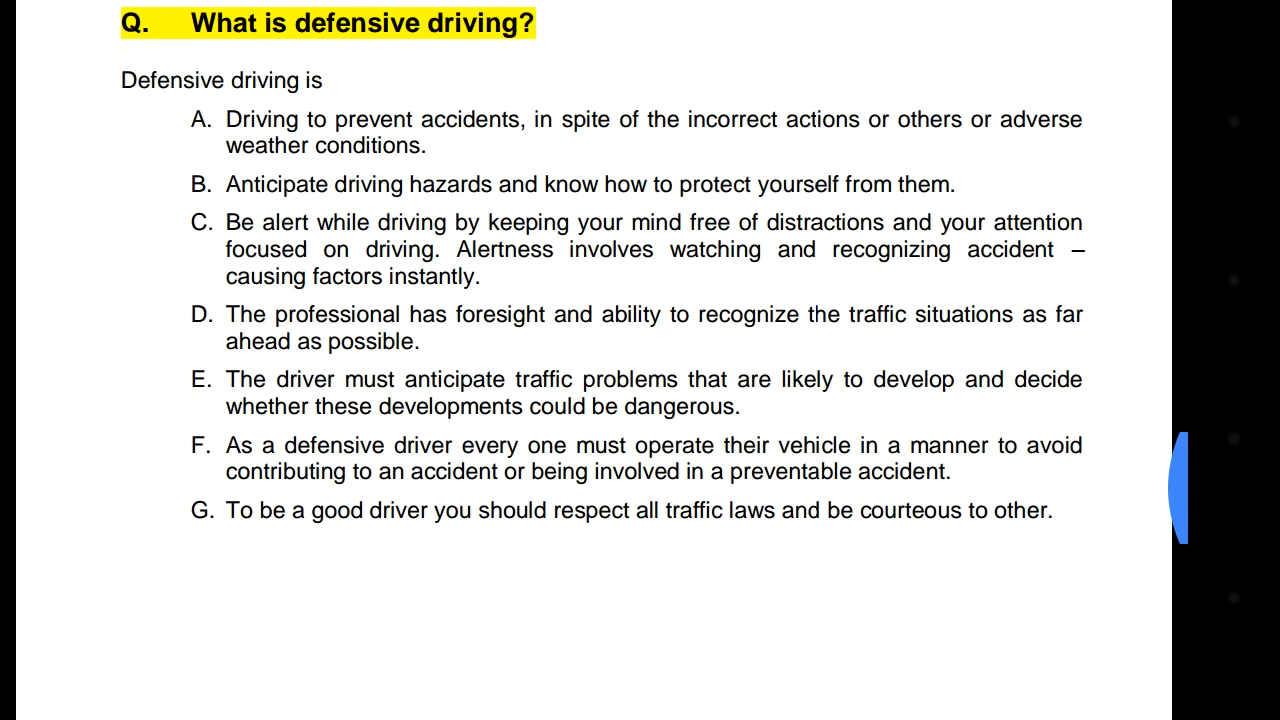 Q. What is defensive driving?
Defensive driving is
A. Driving to prevent accidents, in spite of the incorrect actions or others or adverse
weather conditions.
B. Anticipate driving hazards and know how to protect yourself from them.
C. Be alert while driving by keeping your mind free of distractions and your attention
focused on driving. Alertness involves watching and recognizing accident –
causing factors instantly.
D. The professional has foresight and ability to recognize the traffic situations as far
ahead as possible.
E. The driver must anticipate traffic problems that are likely to develop and decide
whether these developments could be dangerous.
F. As a defensive driver every one must operate their vehicle in a manner to avoid
contributing to an accident or being involved in a preventable accident.
G. To be a good driver you should respect all traffic laws and be courteous to other.